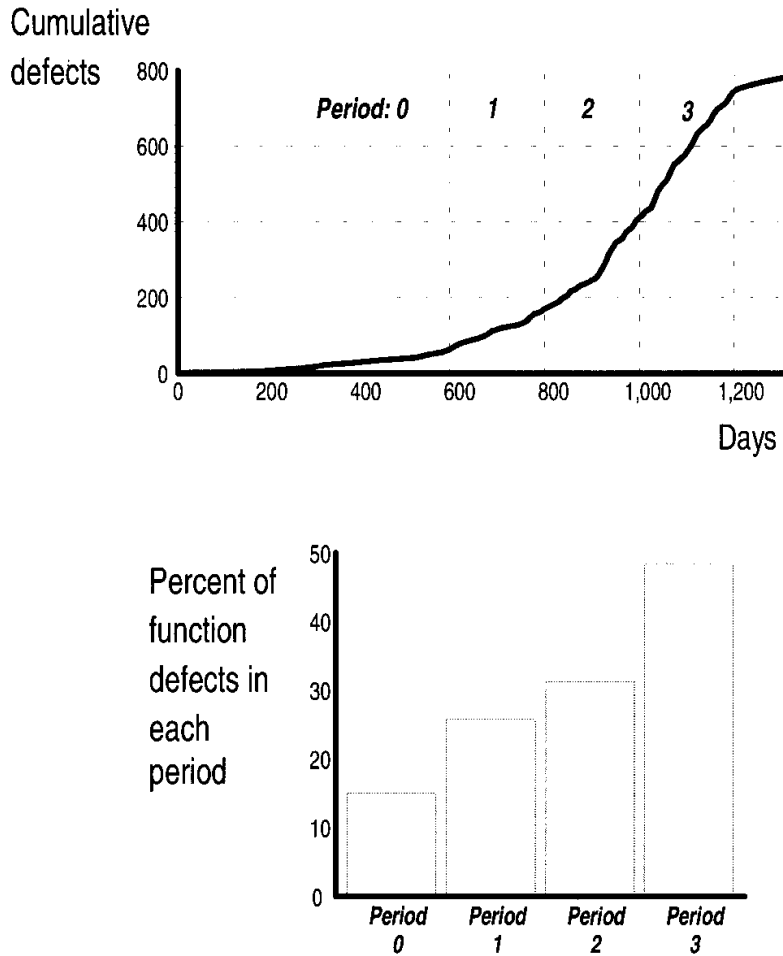 Cumulative
defects
800
600
400
200
0
Period: 0 1 2 3
0 200 400 600 800 1,000 1,200
Days
Percent of
function
defects in
each
period
50
40
30
20
10
0
Period Period Period Period
0 1 2 3